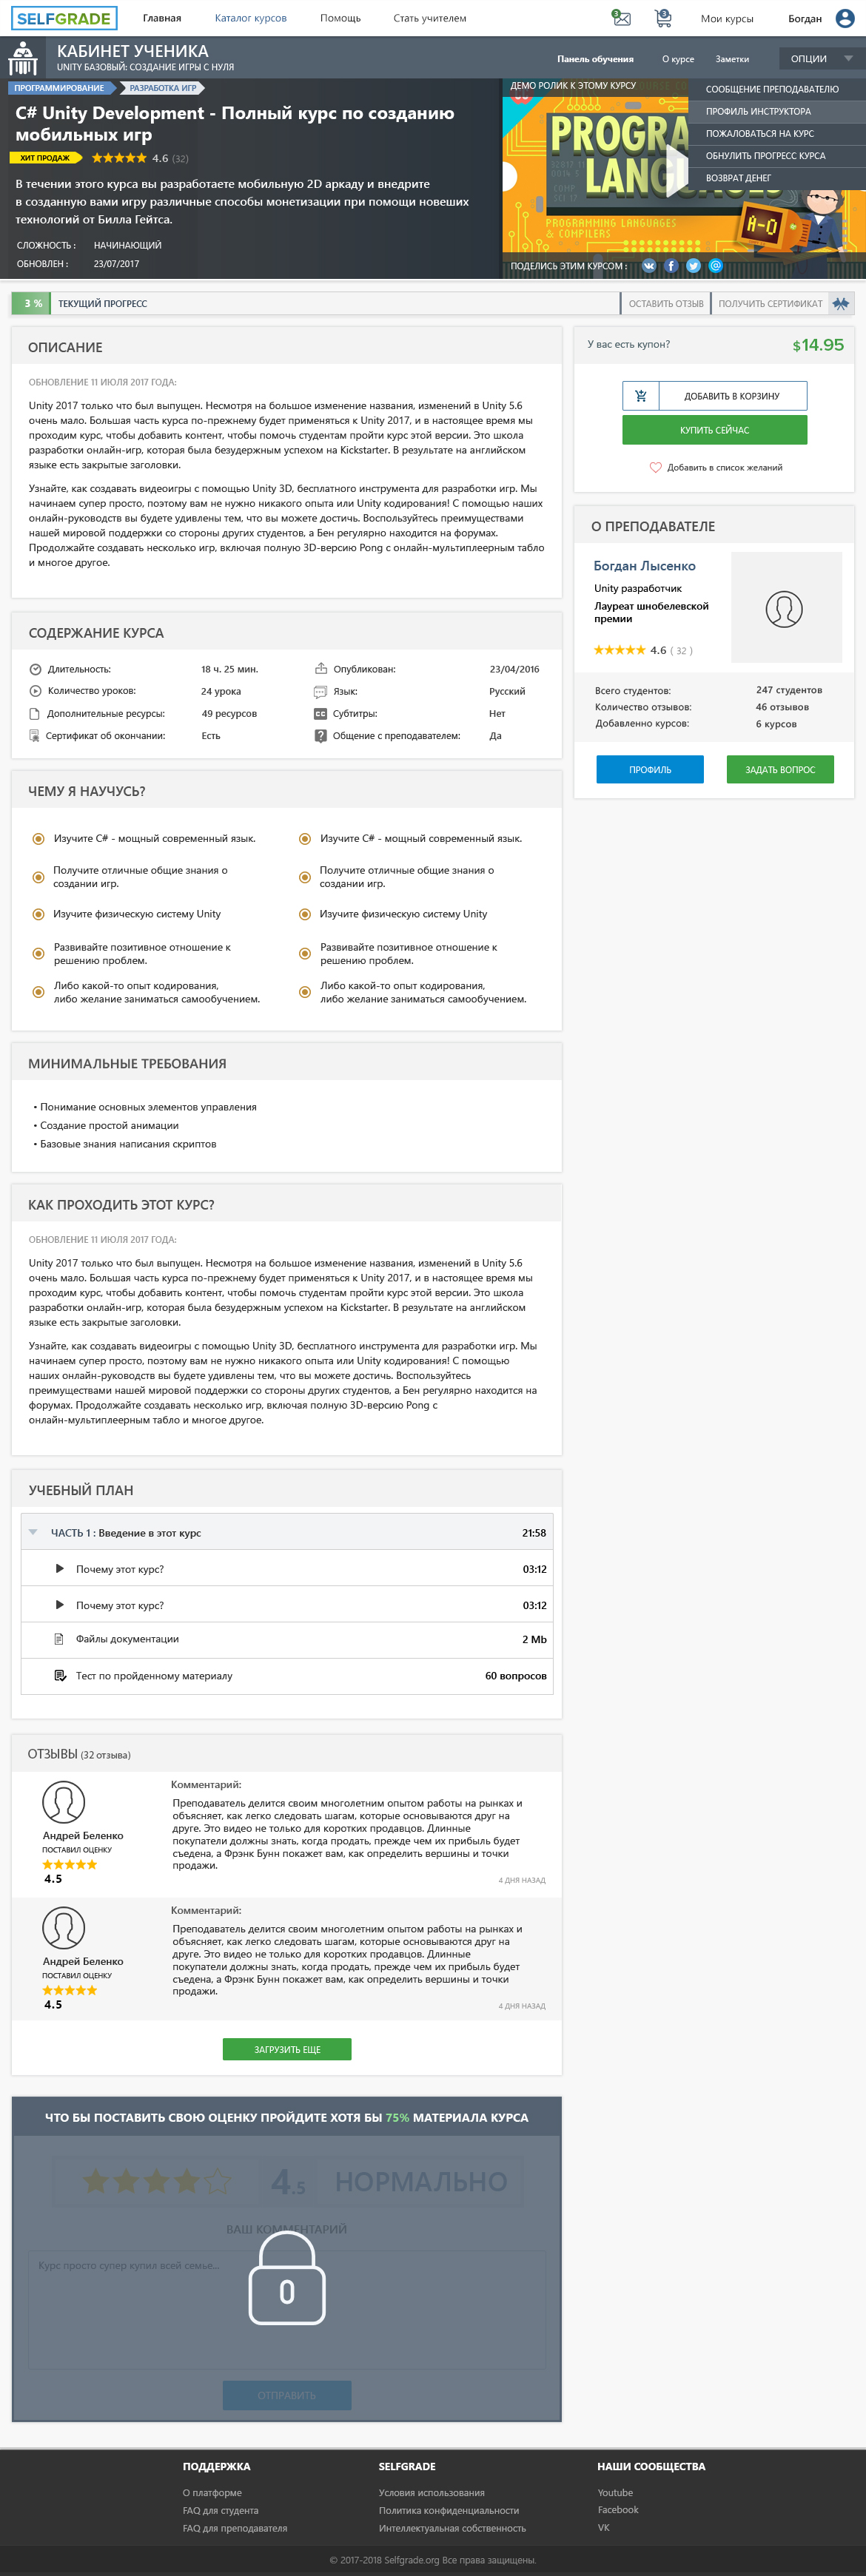 SELFGRADE Главная Каталог курсов Помощь Стать учителем 3 3 Мои курсы Богдан
КАБИНЕТ УЧЕНИКА
UNITY БАЗОВЫЙ: СОЗДАНИЕ ИГРЫ С НУЛЯ
Панель обучения О курсе Заметки ОПЦИИ
ПРОГРАММИРОВАНИЕ РАЗРАБОТКА ИГР
C# Unity Development - Полный курс по созданию
мобильных игр
ХИТ ПРОДАЖ 4.6 (32)
В течении этого курса вы разработаете мобильную 2D аркаду и внедрите
в созданную вами игру различные способы монетизации при помощи новеших
технологий от Билла Гейтса.
СЛОЖНОСТЬ : НАЧИНАЮЩИЙ
ОБНОВЛЕН : 23/07/2017
ДЕМО РОЛИК К ЭТОМУ КУРСУ
PROGRA
LANG
PROGRAMMING LANGUAGES
& COMPILERS
A-0
СООБЩЕНИЕ ПРЕПОДАВАТЕЛЮ
ПРОФИЛЬ ИНСТРУКТОРА
ПОЖАЛОВАТЬСЯ НА КУРС
ОБНУЛИТЬ ПРОГРЕСС КУРСА
ВОЗВРАТ ДЕНЕГ
ПОДЕЛИСЬ ЭТИМ КУРСОМ :
3 % ТЕКУЩИЙ ПРОГРЕСС ОСТАВИТЬ ОТЗЫВ ПОЛУЧИТЬ СЕРТИФИКАТ
ОПИСАНИЕ
ОБНОВЛЕНИЕ 11 ИЮЛЯ 2017 ГОДА:
Unity 2017 только что был выпущен. Несмотря на большое изменение названия, изменений в Unity 5.6
очень мало. Большая часть курса по-прежнему будет применяться к Unity 2017, и в настоящее время мы
проходим курс, чтобы добавить контент, чтобы помочь студентам пройти курс этой версии. Это школа
разработки онлайн-игр, которая была безудержным успехом на Kickstarter. В результате на английском
языке есть закрытые заголовки.
Узнайте, как создавать видеоигры с помощью Unity 3D, бесплатного инструмента для разработки игр. Мы
начинаем супер просто, поэтому вам не нужно никакого опыта или Unity кодирования! С помощью наших
онлайн-руководств вы будете удивлены тем, что вы можете достичь. Воспользуйтесь преимуществами
нашей мировой поддержки со стороны других студентов, а Бен регулярно находится на форумах.
Продолжайте создавать несколько игр, включая полную 3D-версию Pong с онлайн-мультиплеерным табло
и многое другое.
У вас есть купон? $14.95
ДОБАВИТЬ В КОРЗИНУ
КУПИТЬ СЕЙЧАС
Добавить в список желаний
О ПРЕПОДАВАТЕЛЕ
Богдан Лысенко
Unity разработчик
Лауреат шнобелевской
премии
4.6 ( 32 )
Всего студентов: 247 студентов
Количество отзывов: 46 отзывов
Добавленно курсов: 6 курсов
ПРОФИЛЬ ЗАДАТЬ ВОПРОС
СОДЕРЖАНИЕ КУРСА
Длительность: 18 ч. 25 мин. Опубликован: 23/04/2016
Количество уроков: 24 урока Язык: Русский
Дополнительные ресурсы: 49 ресурсов CC Субтитры: Нет
Сертификат об окончании: Есть Общение с преподавателем: Да
ЧЕМУ Я НАУЧУСЬ?
Изучите C# - мощный современный язык. Изучите C# - мощный современный язык.
Получите отличные общие знания о Получите отличные общие знания о
создании игр. создании игр.
Изучите физическую систему Unity Изучите физическую систему Unity
Развивайте позитивное отношение к Развивайте позитивное отношение к
решению проблем. решению проблем.
Либо какой-то опыт кодирования, Либо какой-то опыт кодирования,
либо желание заниматься самообучением. либо желание заниматься самообучением.
МИНИМАЛЬНЫЕ ТРЕБОВАНИЯ
• Понимание основных элементов управления
• Создание простой анимации
• Базовые знания написания скриптов
КАК ПРОХОДИТЬ ЭТОТ КУРС?
ОБНОВЛЕНИЕ 11 ИЮЛЯ 2017 ГОДА:
Unity 2017 только что был выпущен. Несмотря на большое изменение названия, изменений в Unity 5.6
очень мало. Большая часть курса по-прежнему будет применяться к Unity 2017, и в настоящее время мы
проходим курс, чтобы добавить контент, чтобы помочь студентам пройти курс этой версии. Это школа
разработки онлайн-игр, которая была безудержным успехом на Kickstarter. В результате на английском
языке есть закрытые заголовки.
Узнайте, как создавать видеоигры с помощью Unity 3D, бесплатного инструмента для разработки игр. Мы
начинаем супер просто, поэтому вам не нужно никакого опыта или Unity кодирования! С помощью
наших онлайн-руководств вы будете удивлены тем, что вы можете достичь. Воспользуйтесь
преимуществами нашей мировой поддержки со стороны других студентов, а Бен регулярно находится на
форумах. Продолжайте создавать несколько игр, включая полную 3D-версию Pong с
онлайн-мультиплеерным табло и многое другое.
УЧЕБНЫЙ ПЛАН
ЧАСТЬ 1 : Введение в этот курс 21:58
Почему этот курс? 03:12
Почему этот курс? 03:12
Файлы документации 2 Mb
Тест по пройденному материалу 60 вопросов
ОТЗЫВЫ (32 отзыва)
Комментарий:
Преподаватель делится своим многолетним опытом работы на рынках и
объясняет, как легко следовать шагам, которые основываются друг на
друге. Это видео не только для коротких продавцов. Длинные
покупатели должны знать, когда продать, прежде чем их прибыль будет
съедена, а Фрэнк Бунн покажет вам, как определить вершины и точки
продажи.
Андрей Беленко
ПОСТАВИЛ ОЦЕНКУ
4.5
4 ДНЯ НАЗАД
Комментарий:
Преподаватель делится своим многолетним опытом работы на рынках и
объясняет, как легко следовать шагам, которые основываются друг на
друге. Это видео не только для коротких продавцов. Длинные
покупатели должны знать, когда продать, прежде чем их прибыль будет
съедена, а Фрэнк Бунн покажет вам, как определить вершины и точки
продажи.
Андрей Беленко
ПОСТАВИЛ ОЦЕНКУ
4.5
4 ДНЯ НАЗАД
ЗАГРУЗИТЬ ЕЩЕ
ЧТО БЫ ПОСТАВИТЬ СВОЮ ОЦЕНКУ ПРОЙДИТЕ ХОТЯ БЫ 75% МАТЕРИАЛА КУРСА
4.5 НОРМАЛЬНО
ВАШ КОММЕНТАРИЙ
Курс просто супер купил всей семье...
ОТПРАВИТЬ
ПОДДЕРЖКА SELFGRADE НАШИ СООБЩЕСТВА
О платформе Условия использования Youtube
FAQ для студента Политика конфиденциальности Facebook
FAQ для преподавателя Интеллектуальная собственность VK
© 2017-2018 Selfgrade.org Все права защищены.